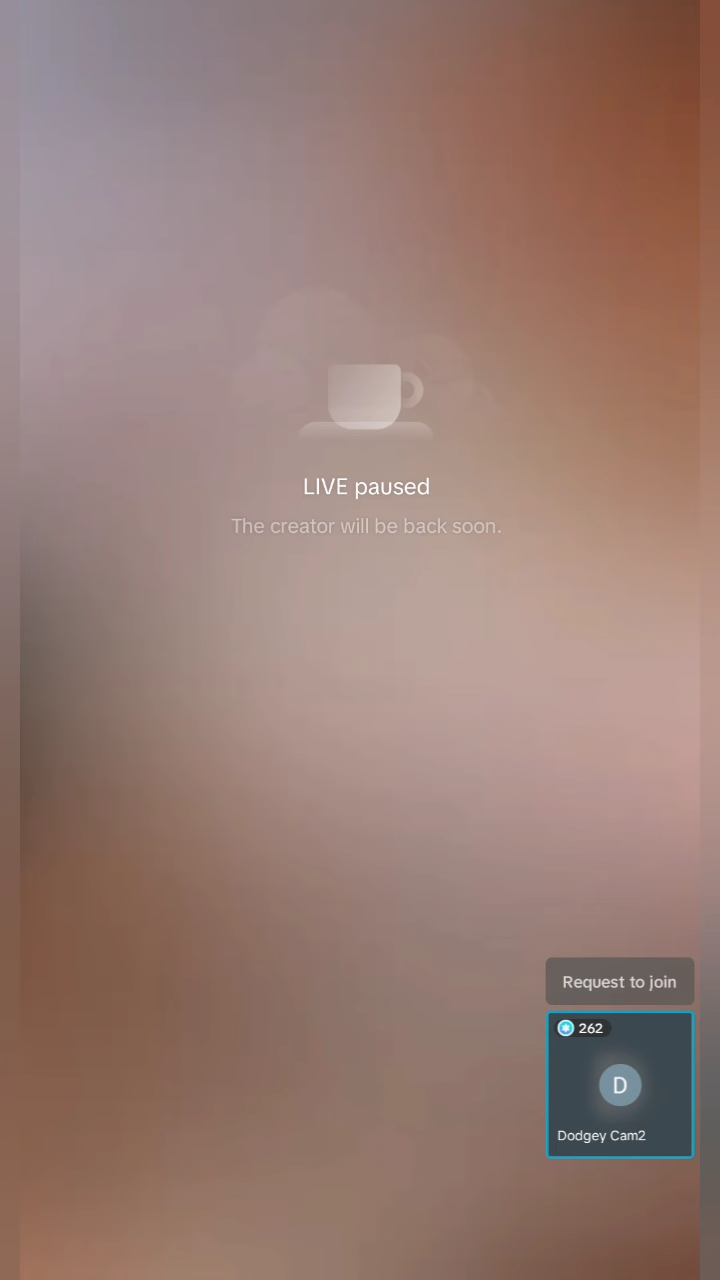 LIVE paused
The creator will be back soon.
Request to join
262
D
Dodgey Cam2